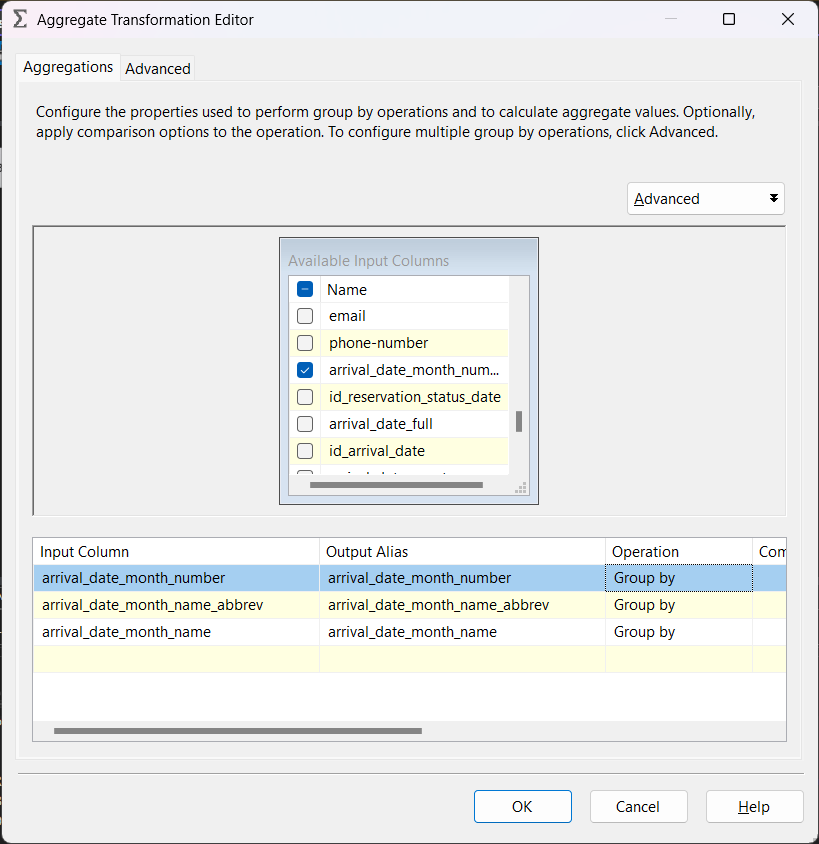 Aggregate Transformation Editor
Aggregations Advanced
Configure the properties used to perform group by operations and to calculate aggregate values. Optionally,
apply comparison options to the operation. To configure multiple group by operations, click Advanced.
Advanced
Available Input Columns
Name
email
phone-number
arrival_date_month_num...
id_reservation_status_date
arrival_date_full
id_arrival_date
Input Column Output Alias Operation Com
arrival_date_month_number arrival_date_month_number Group by
arrival_date_month_name_abbrev arrival_date_month_name_abbrev Group by
arrival_date_month_name arrival_date_month_name Group by
OK Cancel Help